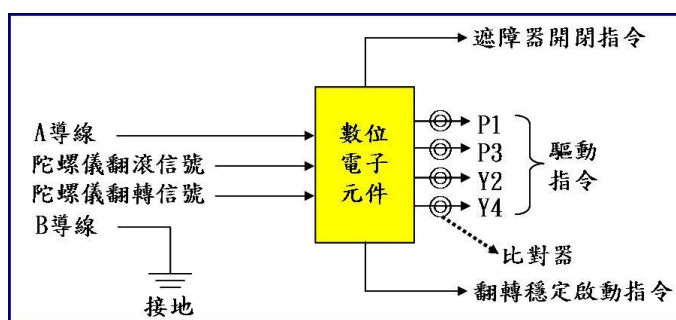 遮障器開閉指令
A導線
陀螺儀翻滾信號
陀螺儀翻轉信號
B導線
接地
數位
電子
元件
P1
P3
Y2
Y4
驅動
指令
比對器
翻轉穩定啟動指令